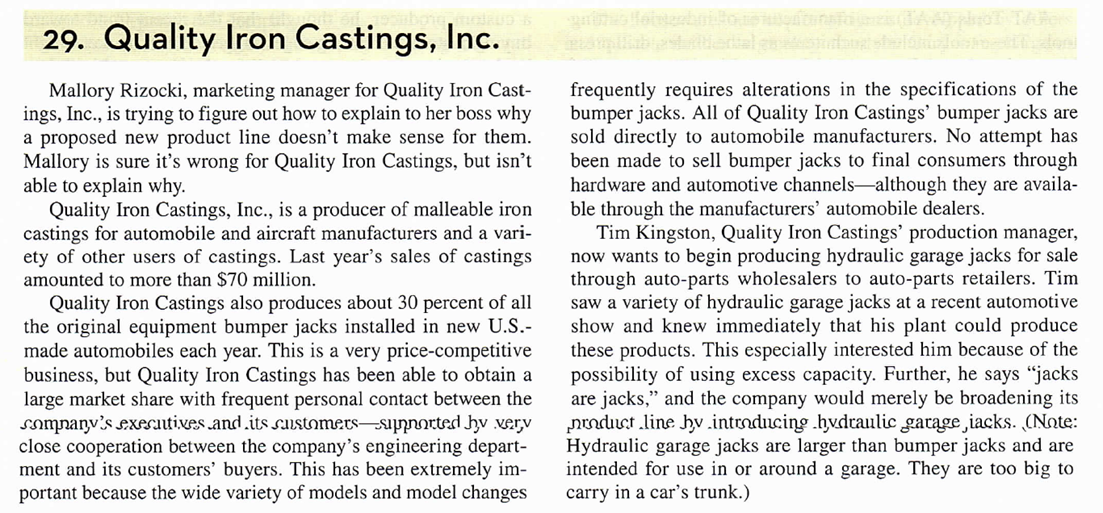 29. Quality Iron Castings, Inc.
Mallory Rizocki, marketing manager for Quality Iron Cast-
ings, Inc., is trying to figure out how to explain to her boss why
a proposed new product line doesn't make sense for them.
Mallory is sure it's wrong for Quality Iron Castings, but isn't
able to explain why.
Quality Iron Castings, Inc., is a producer of malleable iron
castings for automobile and aircraft manufacturers and a vari-
ety of other users of castings. Last year's sales of castings
amounted to more than $70 million.
Quality Iron Castings also produces about 30 percent of all
the original equipment bumper jacks installed in new U.S.-
made automobiles each year. This is a very price-competitive
business, but Quality Iron Castings has been able to obtain a
large market share with frequent personal contact between the
company's executives and its customers—supported by very
close cooperation between the company's engineering depart-
ment and its customers' buyers. This has been extremely im-
portant because the wide variety of models and model changes
frequently requires alterations in the specifications of the
bumper jacks. All of Quality Iron Castings' bumper jacks are
sold directly to automobile manufacturers. No attempt has
been made to sell bumper jacks to final consumers through
hardware and automotive channels—although they are availa-
ble through the manufacturers' automobile dealers.
Tim Kingston, Quality Iron Castings' production manager,
now wants to begin producing hydraulic garage jacks for sale
through auto-parts wholesalers to auto-parts retailers. Tim
saw a variety of hydraulic garage jacks at a recent automotive
show and knew immediately that his plant could produce
these products. This especially interested him because of the
possibility of using excess capacity. Further, he says "jacks
are jacks," and the company would merely be broadening its
product line by introducing hydraulic garage jacks. (Note:
Hydraulic garage jacks are larger than bumper jacks and are
intended for use in or around a garage. They are too big to
carry in a car's trunk.)